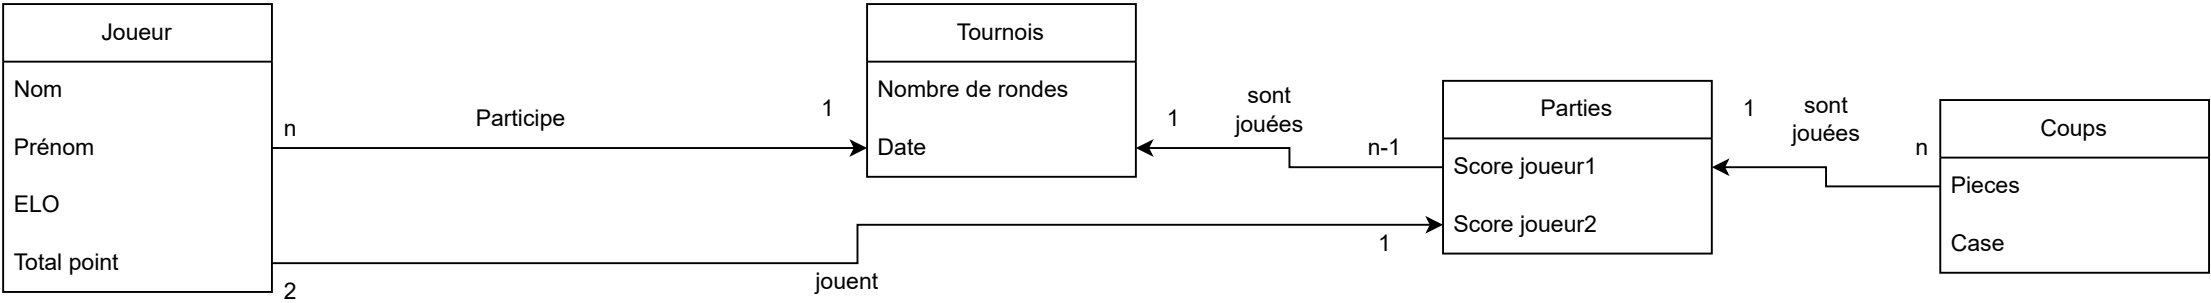 Joueur
Nom
Prénom
ELO
Total point
n
Participe
1
2
jouent
1
Tournois
Nombre de rondes
Date
1
sont
jouées
n-1
Parties
Score joueur1
Score joueur2
1
sont
jouées
n
Coups
Pieces
Case